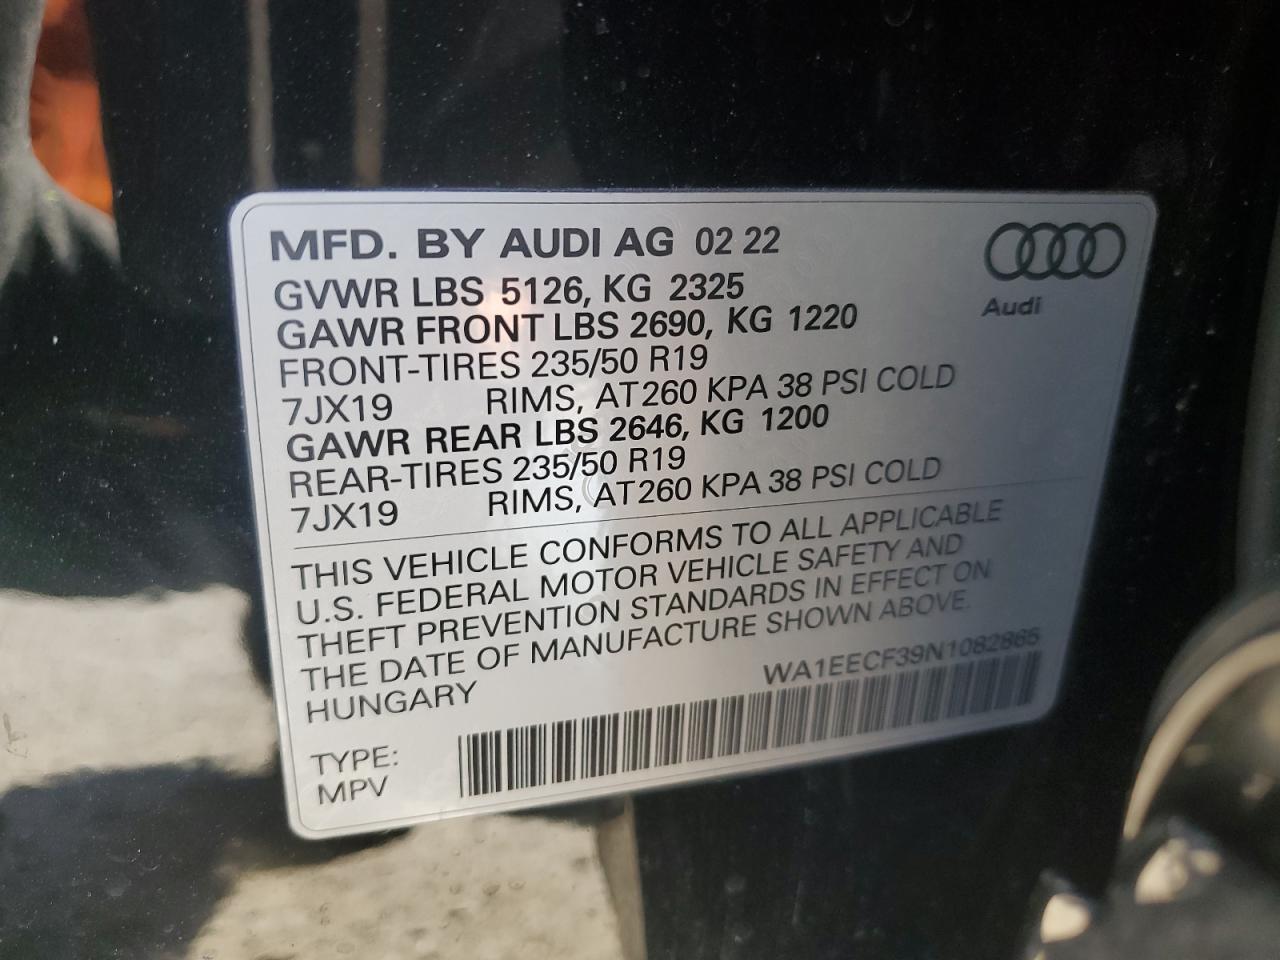 MFD. BY AUDI AG 02 22
GVWR LBS 5126, KG 2325
GAWR FRONT LBS 2690, KG 1220
FRONT-TIRES 235/50 R19
7JX19 RIMS, AT260 KPA 38 PSI COLD
GAWR REAR LBS 2646, KG 1200
REAR-TIRES 235/50 R19
7JX19 RIMS, AT260 KPA 38 PSI COLD
THIS VEHICLE CONFORMS TO ALL APPLICABLE
U.S. FEDERAL MOTOR VEHICLE SAFETY AND
THEFT PREVENTION STANDARDS IN EFFECT ON
THE DATE OF MANUFACTURE SHOWN ABOVE.
HUNGARY WA1EECF39N1082865
TYPE:
MPV
Audi